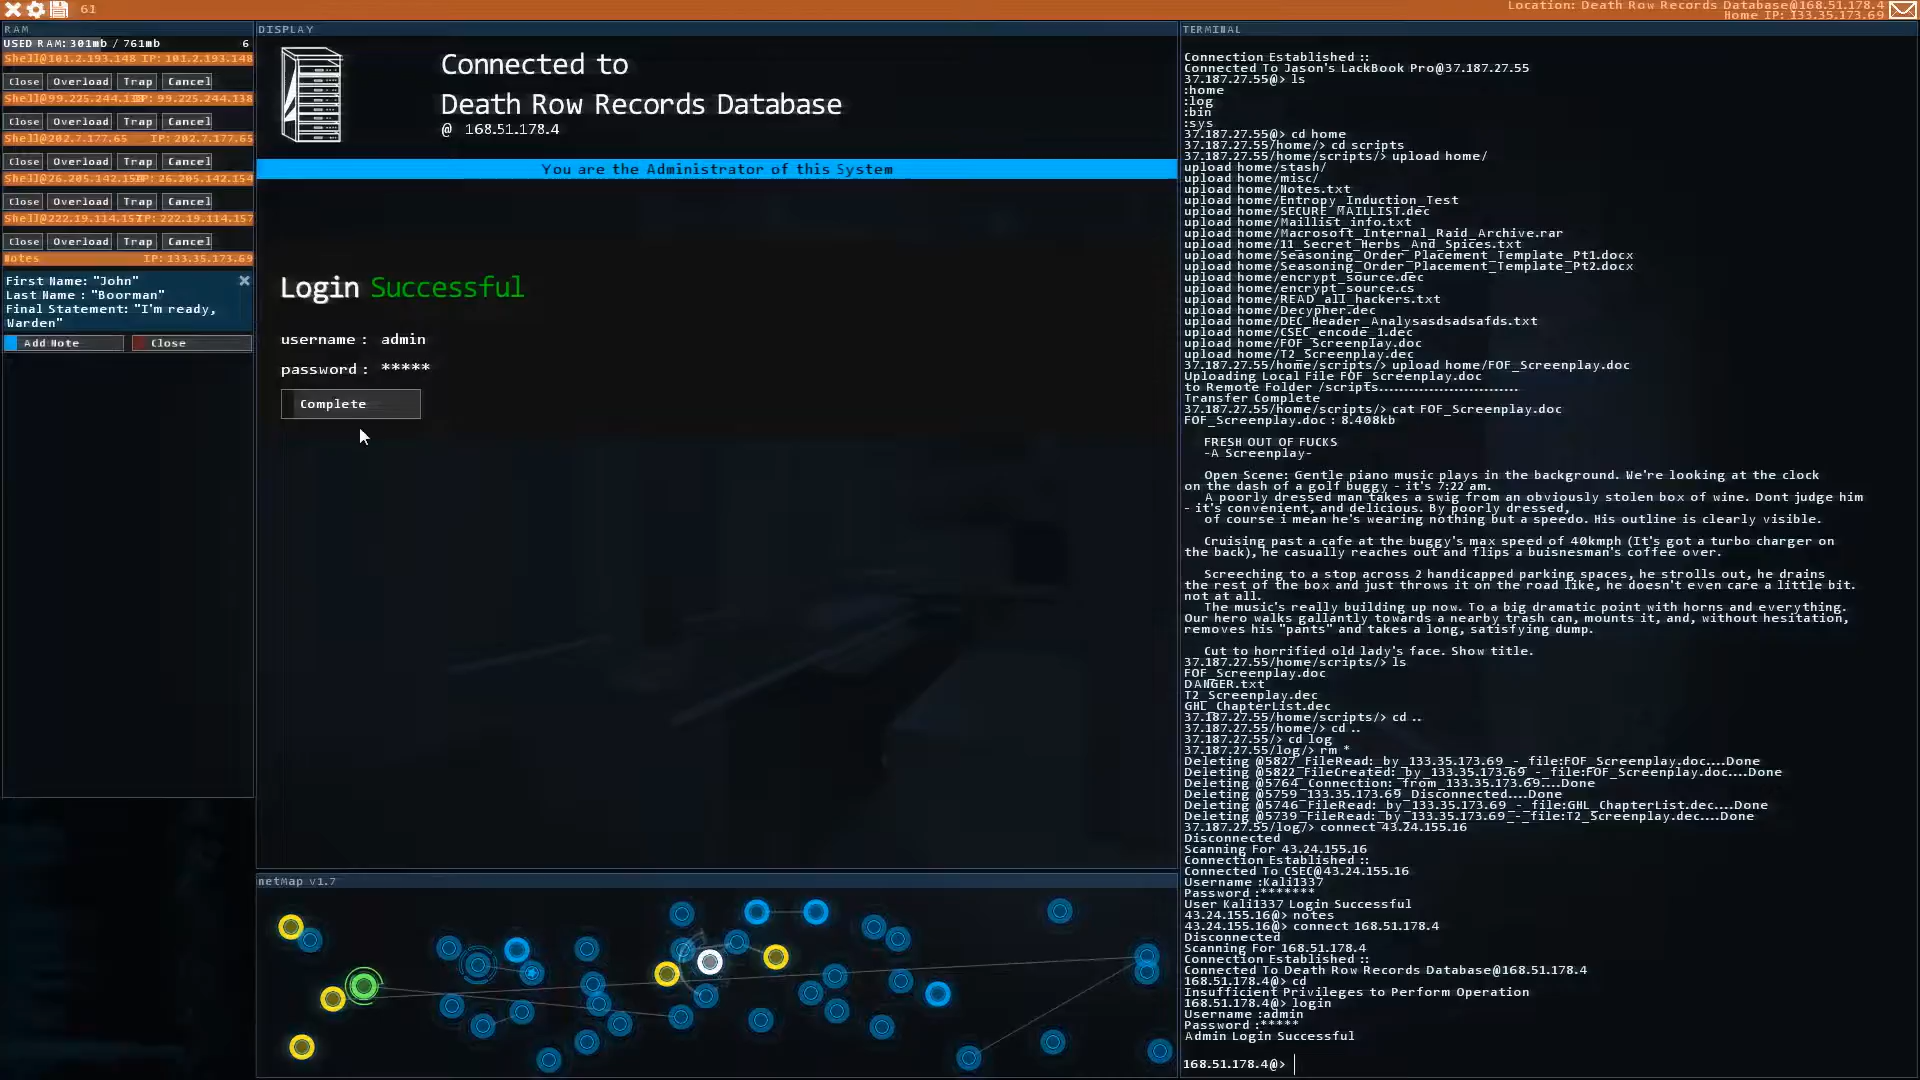 61
Location: Death Row Records Database@168.51.178.4
Home IP: 133.35.173.69
RAM
USED RAM: 301mb / 761mb 6
Shell@101.2.193.148 IP: 101.2.193.148
Close Overload Trap Cancel
IP: 99.225.244.138
Close Overload Trap Cancel
Shell@202.7.177.65 IP: 202.7.177.65
Close Overload Trap Cancel
IP: 26.205.142.154
Close Overload Trap Cancel
IP: 222.19.114.157
Close Overload Trap Cancel
Notes IP: 133.35.173.69
First Name: "John"
Last Name : "Boorman"
Final Statement: "I'm ready,
Warden"
Add Note Close
DISPLAY
Connected to
Death Row Records Database
@ 168.51.178.4
You are the Administrator of this System
Login Successful
username : admin
password : *****
Complete
netMap v1.7
TERMINAL
Connection Established ::
Connected To Jason's LackBook Pro@37.187.27.55
37.187.27.55@> ls
:home
:log
:bin
:sys
37.187.27.55@> cd home
37.187.27.55/home/> cd scripts
37.187.27.55/home/scripts/> upload home/
upload home/stash/
upload home/misc/
upload home/Notes.txt
upload home/Entropy_Induction_Test
upload home/SECURE_MAILLIST.dec
upload home/Maillist_info.txt
upload home/Macrosoft_Internal_Raid_Archive.rar
upload home/11_Secret_Herbs_And_Spices.txt
upload home/Seasoning_Order_Placement_Template_Pt1.docx
upload home/Seasoning_Order_Placement_Template_Pt2.docx
upload home/encrypt_source.dec
upload home/encrypt_source.cs
upload home/READ_all_hackers.txt
upload home/Decypher.dec
upload home/DEC_Header_Analysasdsadsafds.txt
upload home/CSEC_encode_1.dec
upload home/FOF_Screenplay.doc
upload home/T2_Screenplay.dec
37.187.27.55/home/scripts/> upload home/FOF_Screenplay.doc
Uploading Local File FOF_Screenplay.doc
to Remote Folder /scripts............................
Transfer Complete
37.187.27.55/home/scripts/> cat FOF_Screenplay.doc
FOF_Screenplay.doc : 8.408kb
FRESH OUT OF FUCKS
-A Screenplay-
Open Scene: Gentle piano music plays in the background. We're looking at the clock
on the dash of a golf buggy - it's 7:22 am.
A poorly dressed man takes a swig from an obviously stolen box of wine. Dont judge him
- it's convenient, and delicious. By poorly dressed,
of course i mean he's wearing nothing but a speedo. His outline is clearly visible.
Cruising past a cafe at the buggy's max speed of 40kmph (It's got a turbo charger on
the back), he casually reaches out and flips a buisnesman's coffee over.
Screeching to a stop across 2 handicapped parking spaces, he strolls out, he drains
the rest of the box and just throws it on the road like, he doesn't even care a little bit.
not at all.
The music's really building up now. To a big dramatic point with horns and everything.
Our hero walks gallantly towards a nearby trash can, mounts it, and, without hesitation,
removes his "pants" and takes a long, satisfying dump.
Cut to horrified old lady's face. Show title.
37.187.27.55/home/scripts/> ls
FOF_Screenplay.doc
DANGER.txt
T2_Screenplay.dec
GHL_ChapterList.dec
37.187.27.55/home/scripts/> cd ..
37.187.27.55/home/> cd ..
37.187.27.55/> cd log
37.187.27.55/log/> rm *
Deleting @5827_FileRead:_by_133.35.173.69_-_file:FOF_Screenplay.doc....Done
Deleting @5822_FileCreated:_by_133.35.173.69_-_file:FOF_Screenplay.doc....Done
Deleting @5764_Connection:_from_133.35.173.69....Done
Deleting @5759_133.35.173.69_Disconnected....Done
Deleting @5746_FileRead:_by_133.35.173.69_-_file:GHL_ChapterList.dec....Done
Deleting @5739_FileRead:_by_133.35.173.69_-_file:T2_Screenplay.dec....Done
37.187.27.55/log/> connect 43.24.155.16
Disconnected
Scanning For 43.24.155.16
Connection Established ::
Connected To CSEC@43.24.155.16
Username :Kali1337
Password :*******
User Kali1337 Login Successful
43.24.155.16@> notes
43.24.155.16@> connect 168.51.178.4
Disconnected
Scanning For 168.51.178.4
Connection Established ::
Connected To Death Row Records Database@168.51.178.4
168.51.178.4@> cd
Insufficient Privileges to Perform Operation
168.51.178.4@> login
Username :admin
Password :*****
Admin Login Successful
168.51.178.4@>